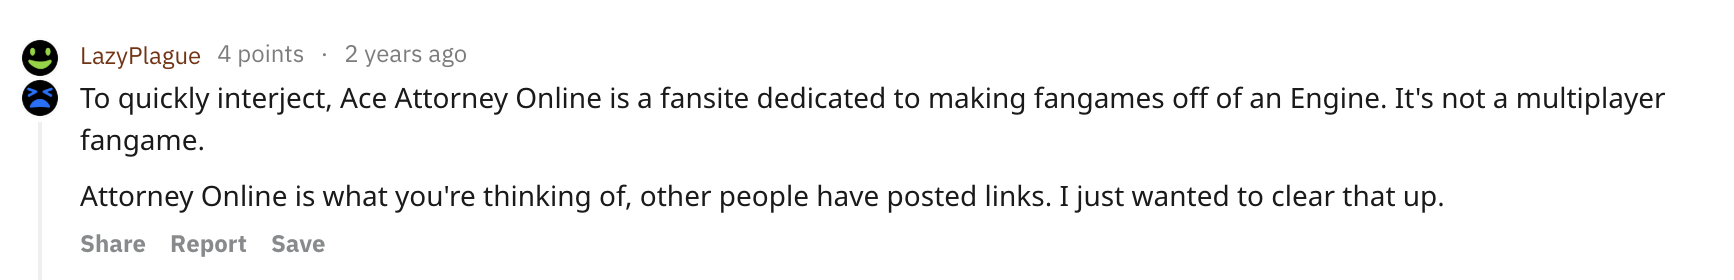 LazyPlague 4 points · 2 years ago
To quickly interject, Ace Attorney Online is a fansite dedicated to making fangames off of an Engine. It's not a multiplayer
fangame.
Attorney Online is what you're thinking of, other people have posted links. I just wanted to clear that up.
Share Report Save